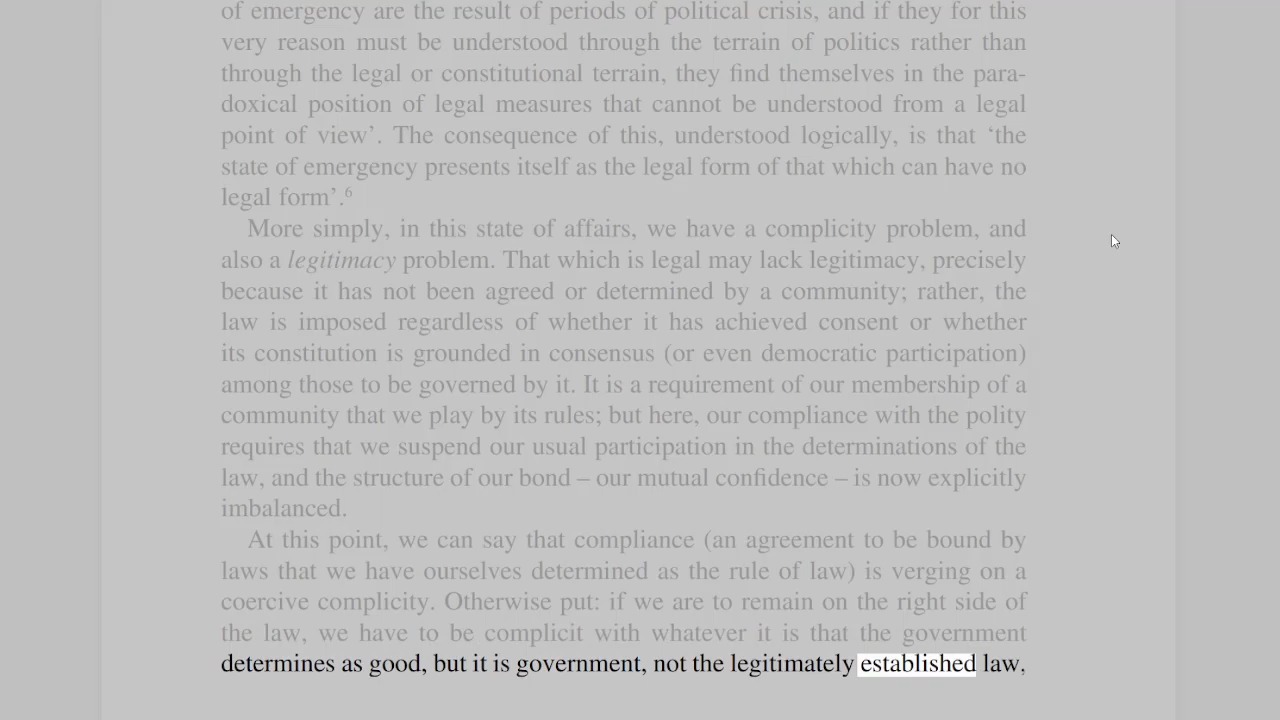 of emergency are the result of periods of political crisis, and if they for this
very reason must be understood through the terrain of politics rather than
through the legal or constitutional terrain, they find themselves in the para-
doxical position of legal measures that cannot be understood from a legal
point of view’. The consequence of this, understood logically, is that ‘the
state of emergency presents itself as the legal form of that which can have no
legal form’.6
More simply, in this state of affairs, we have a complicity problem, and
also a legitimacy problem. That which is legal may lack legitimacy, precisely
because it has not been agreed or determined by a community; rather, the
law is imposed regardless of whether it has achieved consent or whether
its constitution is grounded in consensus (or even democratic participation)
among those to be governed by it. It is a requirement of our membership of a
community that we play by its rules; but here, our compliance with the polity
requires that we suspend our usual participation in the determinations of the
law, and the structure of our bond – our mutual confidence – is now explicitly
imbalanced.
At this point, we can say that compliance (an agreement to be bound by
laws that we have ourselves determined as the rule of law) is verging on a
coercive complicity. Otherwise put: if we are to remain on the right side of
the law, we have to be complicit with whatever it is that the government
determines as good, but it is government, not the legitimately established law,